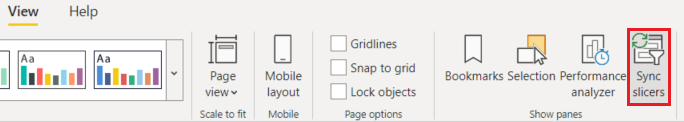 View Help
Aa Aa
Page view
Mobile layout
Gridlines
Snap to grid
Lock objects
Bookmarks Selection Performance analyzer Sync slicers
Scale to fit Mobile Page options Show panes